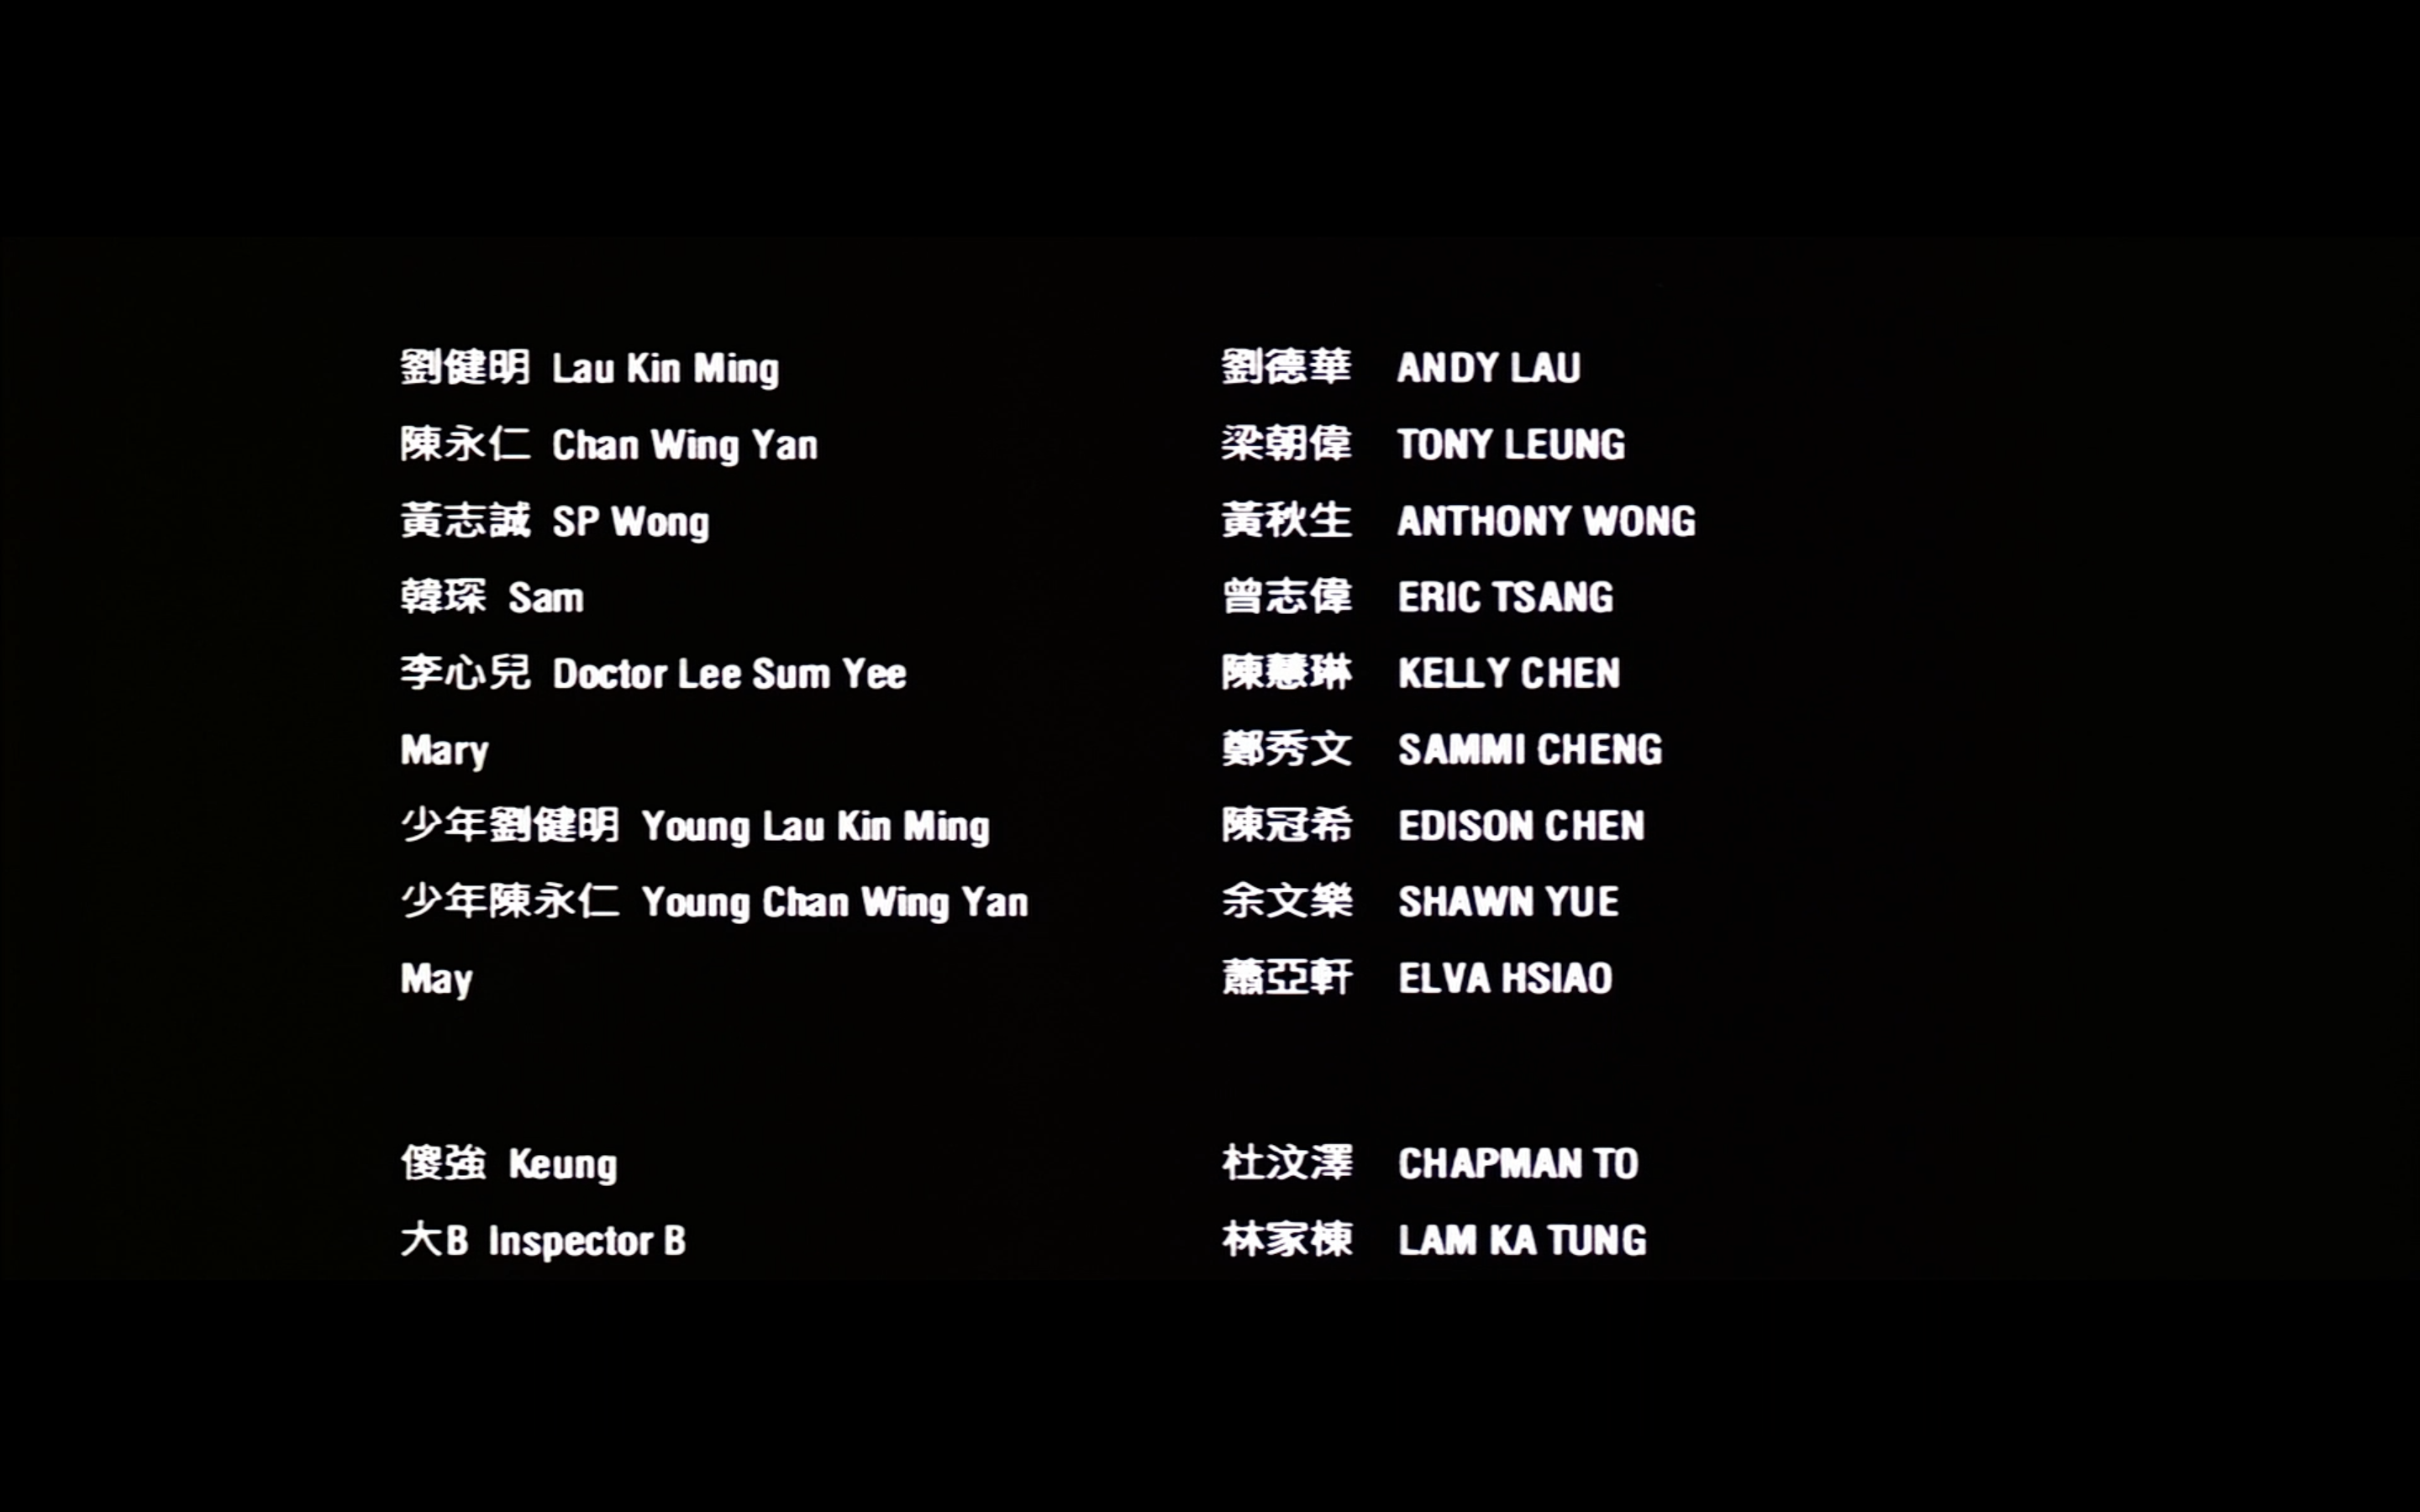 劉健明 Lau Kin Ming 劉德華 ANDY LAU
陳永仁 Chan Wing Yan 梁朝偉 TONY LEUNG
黃志誠 SP Wong 黃秋生 ANTHONY WONG
韓琛 Sam 曾志偉 ERIC TSANG
李心兒 Doctor Lee Sum Yee 陳慧琳 KELLY CHEN
Mary 鄭秀文 SAMMI CHENG
少年劉健明 Young Lau Kin Ming 陳冠希 EDISON CHEN
少年陳永仁 Young Chan Wing Yan 余文樂 SHAWN YUE
May 蕭亞軒 ELVA HSIAO
傻強 Keung 杜汶澤 CHAPMAN TO
大B Inspector B 林家棟 LAM KA TUNG